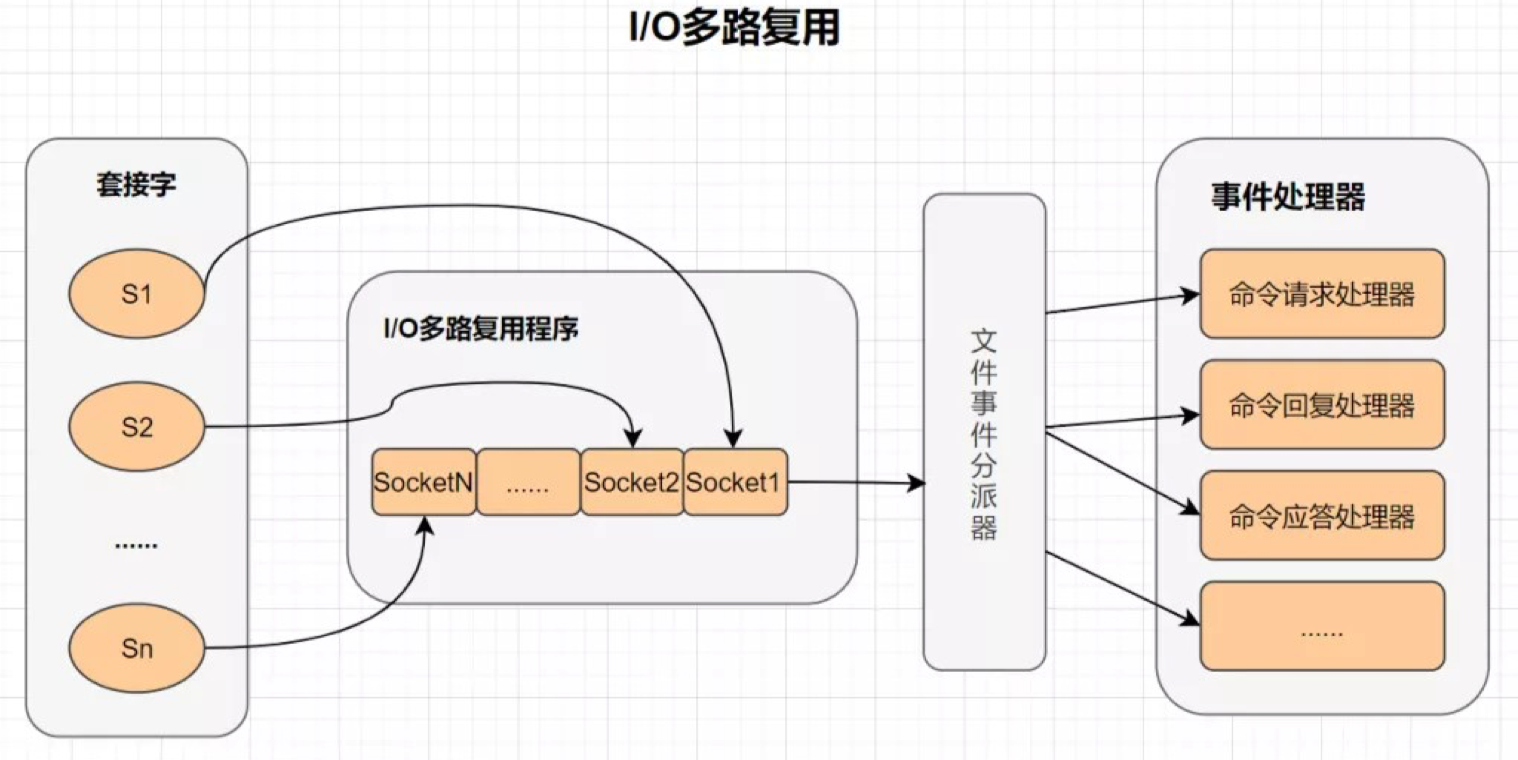 I/O多路复用
套接字
S1
S2
......
Sn
I/O多路复用程序
SocketN
......
Socket2
Socket1
文件事件分派器
事件处理器
命令请求处理器
命令回复处理器
命令应答处理器
......